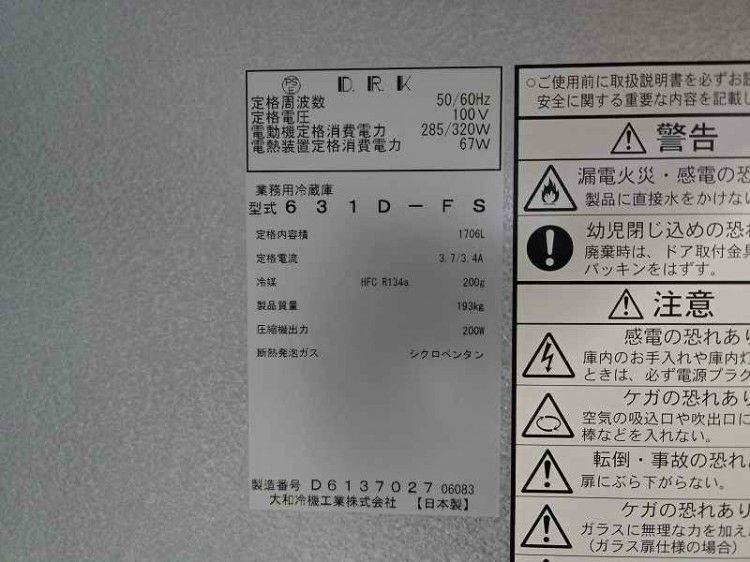 PS
E
D.R.K
定格周波数 50/60Hz
定格電圧 100V
電動機定格消費電力 285/320W
電熱装置定格消費電力 67W
業務用冷蔵庫
型式 631D-FS
定格内容積 1706L
定格電流 3.7/3.4A
冷媒 HFC R134a 200g
製品質量 193kg
圧縮機出力 200W
断熱発泡ガス シクロペンタン
製造番号 D6137027 06083
大和冷機工業株式会社 【日本製】
○ご使用前に取扱説明書を必ずお読
安全に関する重要な内容を記載し
警告
漏電火災・感電の恐
製品に直接水をかけない
幼児閉じ込めの恐れ
廃棄時は、ドア取付金具
パッキンをはずす。
注意
感電の恐れあり
庫内のお手入れや庫内灯
ときは、必ず電源プラグ
ケガの恐れあり
空気の吸込口や吹出口に
棒などを入れない。
転倒・事故の恐れ
扉にぶら下がらない。
ケガの恐れあり
ガラスに無理な力を加え
（ガラス扉仕様の場合）